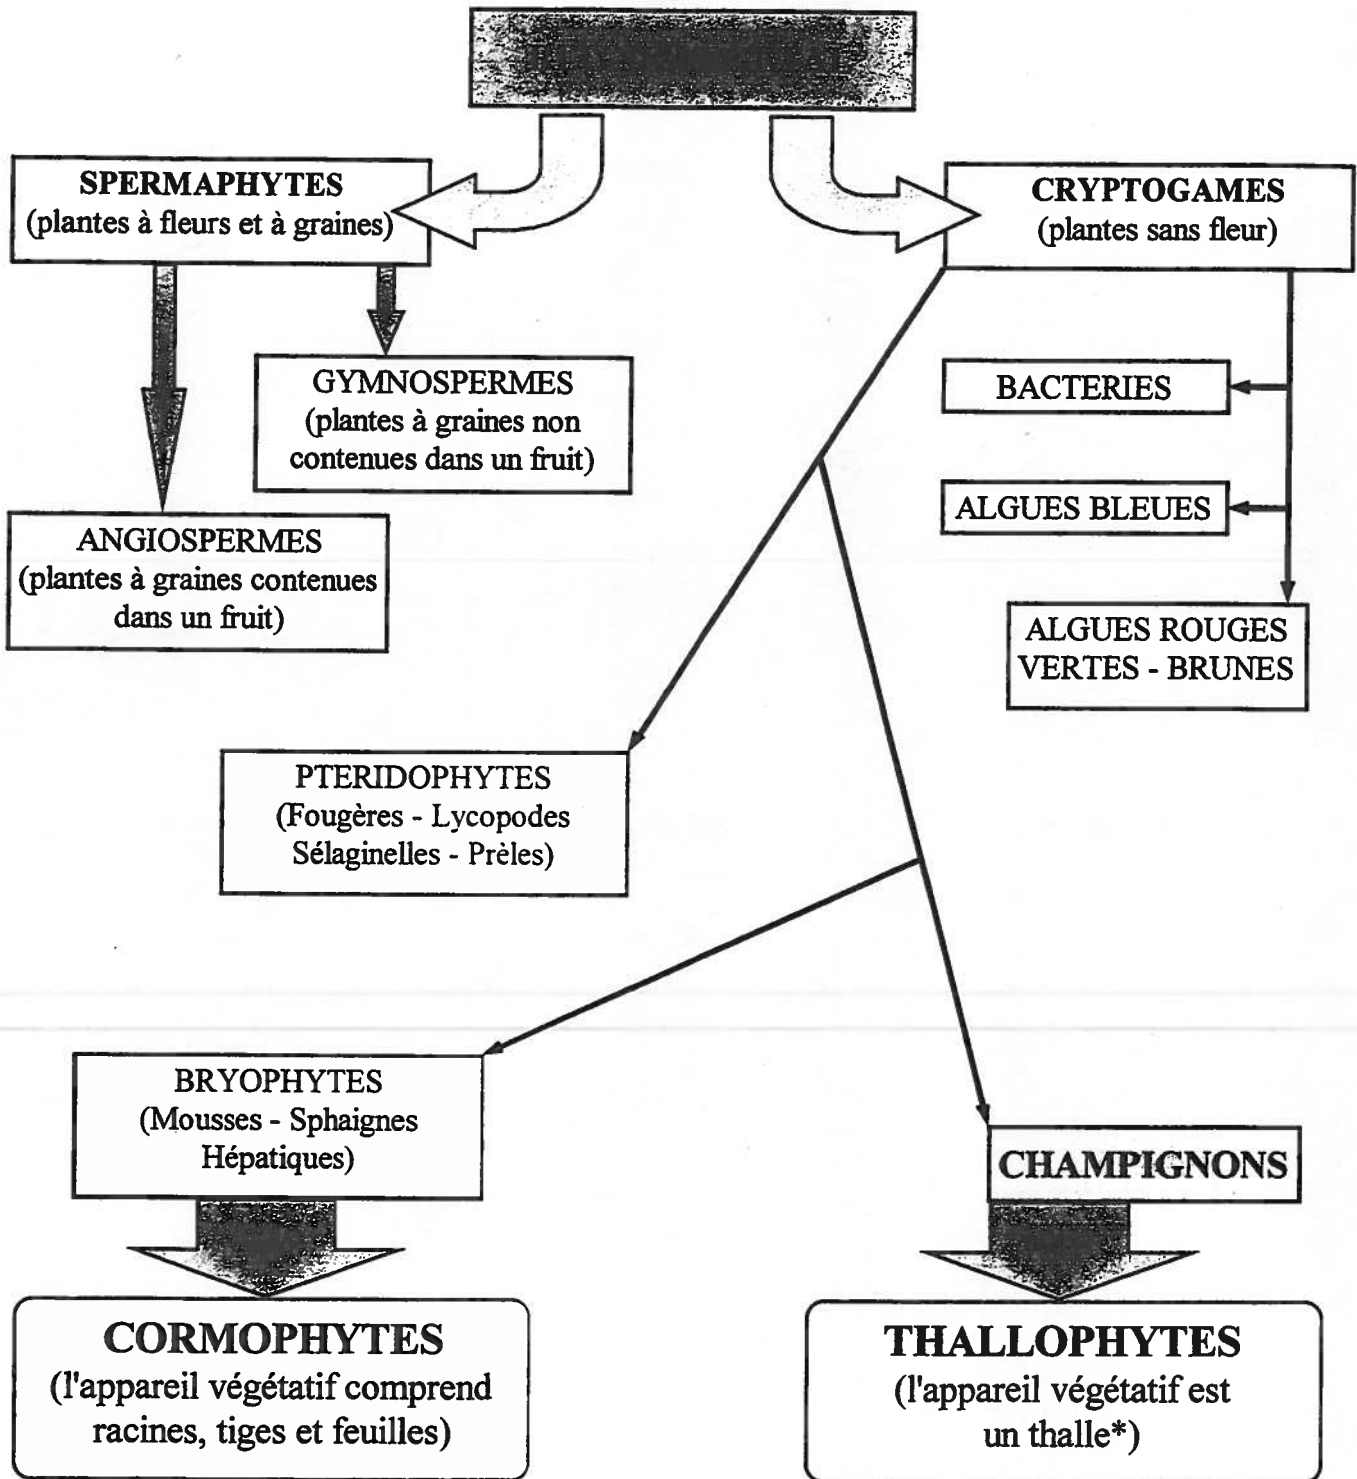 SPERMAPHYTES
(plantes à fleurs et à graines)
CRYPTOGAMES
(plantes sans fleur)
GYMNOSPERMES
(plantes à graines non
contenues dans un fruit)
BACTERIES
ALGUES BLEUES
ANGIOSPERMES
(plantes à graines contenues
dans un fruit)
ALGUES ROUGES
VERTES - BRUNES
PTERIDOPHYTES
(Fougères - Lycopodes
Sélaginelles - Prèles)
BRYOPHYTES
(Mousses - Sphaignes
Hépatiques)
CHAMPIGNONS
CORMOPHYTES
(l'appareil végétatif comprend
racines, tiges et feuilles)
THALLOPHYTES
(l'appareil végétatif est
un thalle*)